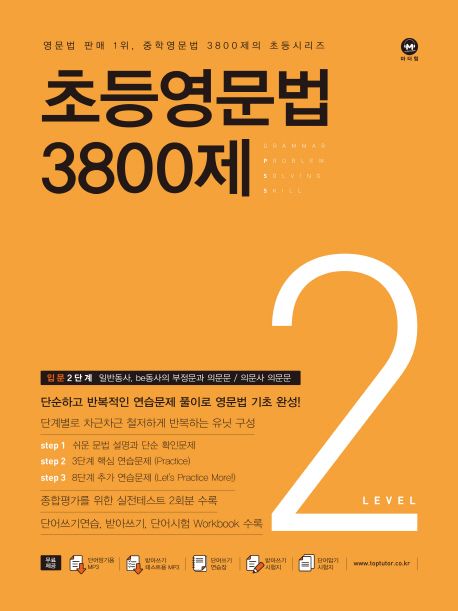 영문법 판매 1위, 중학영문법 3800제의 초등시리즈
마더텅
초등영문법
3800제
GRAMMAR
PROBLEM
SOLVING
SKILL
2
LEVEL
입문 2단계 일반동사, be동사의 부정문과 의문문 / 의문사 의문문
단순하고 반복적인 연습문제 풀이로 영문법 기초 완성!
단계별로 차근차근 철저하게 반복하는 유닛 구성
step 1 쉬운 문법 설명과 단순 확인문제
step 2 3단계 핵심 연습문제 (Practice)
step 3 8단계 추가 연습문제 (Let's Practice More!)
종합평가를 위한 실전테스트 2회분 수록
단어쓰기연습, 받아쓰기, 단어시험 Workbook 수록
무료제공
단어암기용 MP3
받아쓰기 테스트용 MP3
단어쓰기 연습장
받아쓰기 시험지
단어암기 시험지
www.toptutor.co.kr